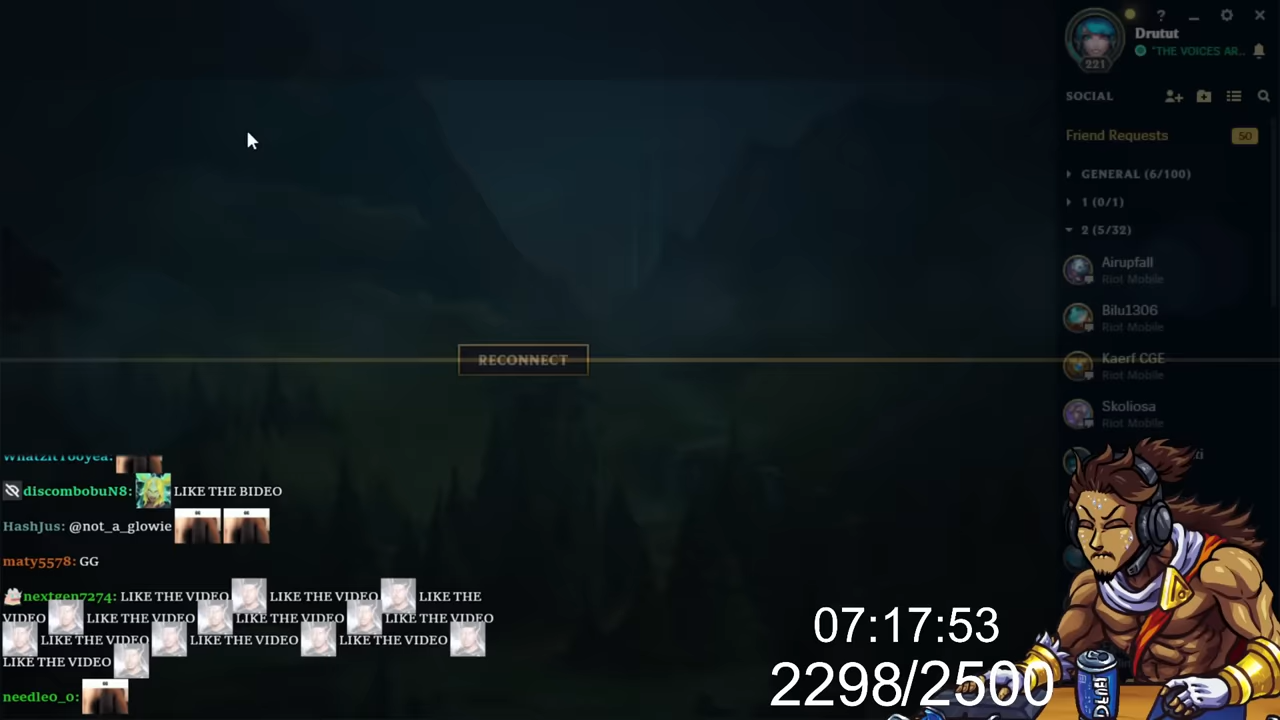 ?
Drutut
"THE VOICES AR...
221
SOCIAL
Friend Requests 50
GENERAL (6/100)
1 (0/1)
2 (5/32)
Airupfall
Riot Mobile
Bilu1306
Riot Mobile
Kaerf CGE
Riot Mobile
Skoliosa
Riot Mobile
RECONNECT
discombobuN8: LIKE THE BIDEO
HashJus: @not_a_glowie
maty5578: GG
nextgen7274: LIKE THE VIDEO LIKE THE VIDEO LIKE THE
VIDEO LIKE THE VIDEO LIKE THE VIDEO LIKE THE VIDEO
LIKE THE VIDEO LIKE THE VIDEO LIKE THE VIDEO
LIKE THE VIDEO
needle0_0:
07:17:53
2298/2500